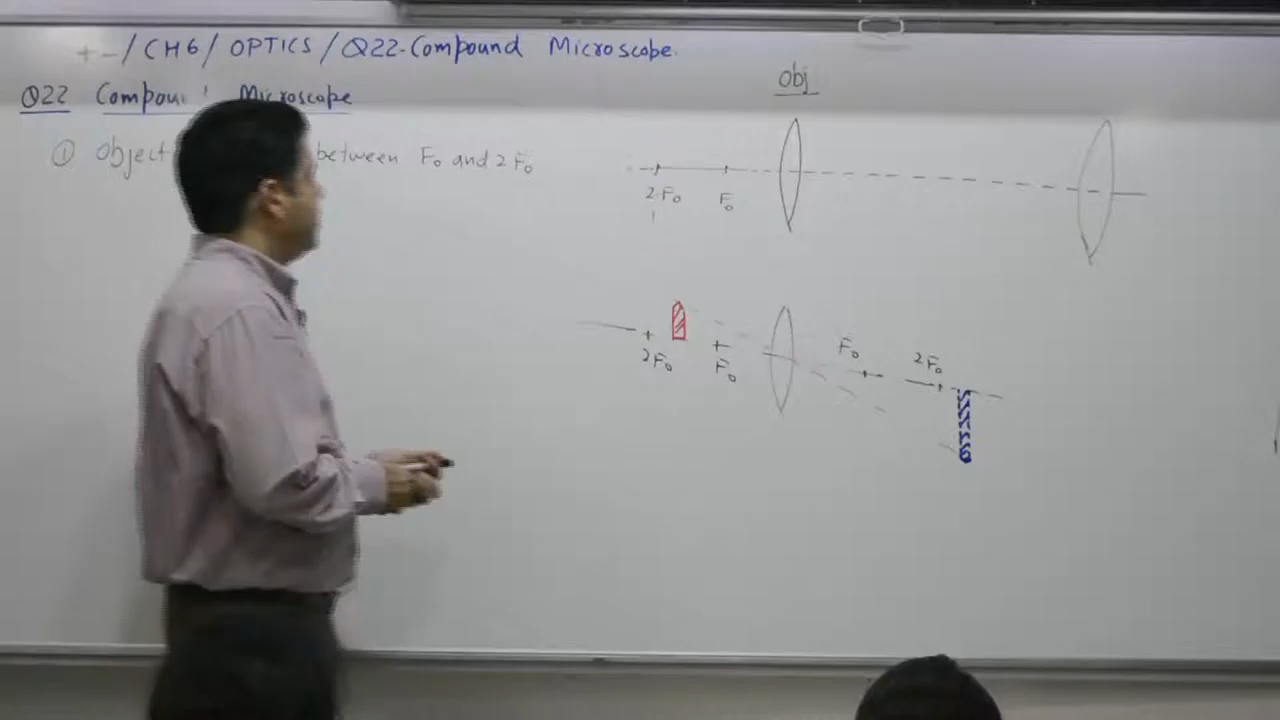 + - / CH6 / OPTICS / Q22-Compound Microscope.
Obj
Q22 Compou Microscope
① Object between F₀ and 2F₀
2F₀ F₀
F₀ 2F₀
2F₀ F₀